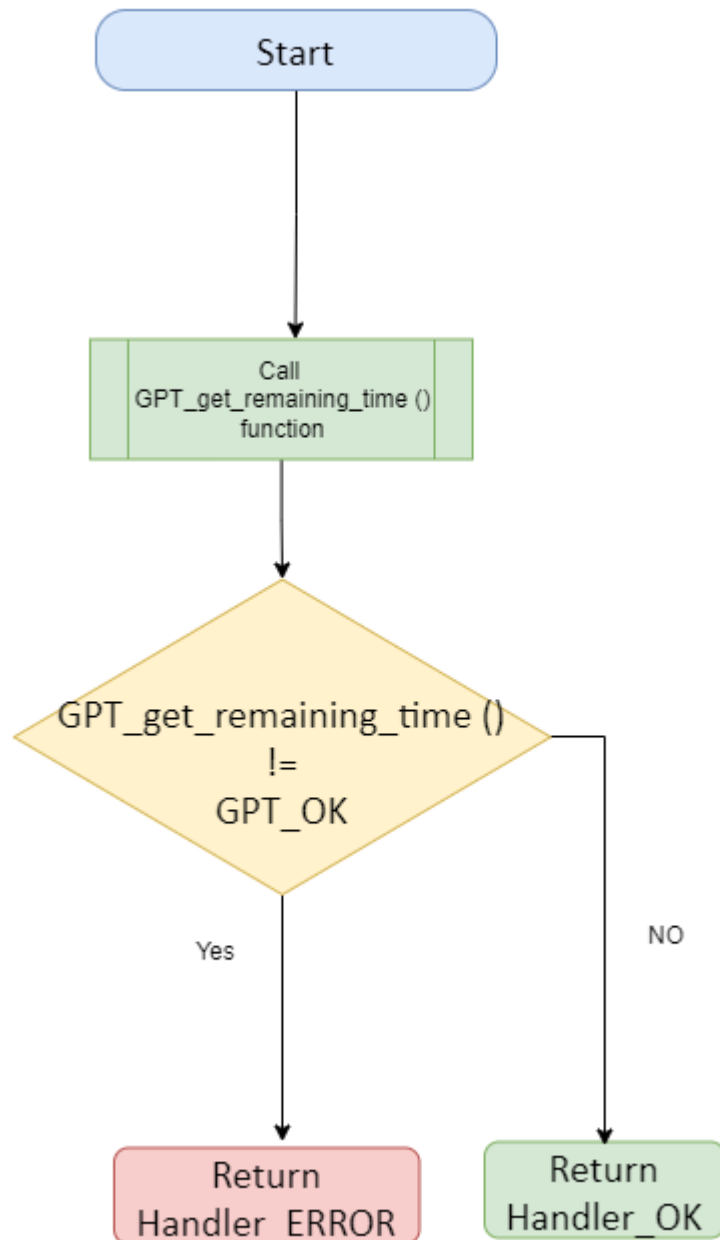 Start
Call
GPT_get_remaining_time ()
function
GPT_get_remaining_time ()
!=
GPT_OK
Yes
NO
Return
Handler_ERROR
Return
Handler_OK